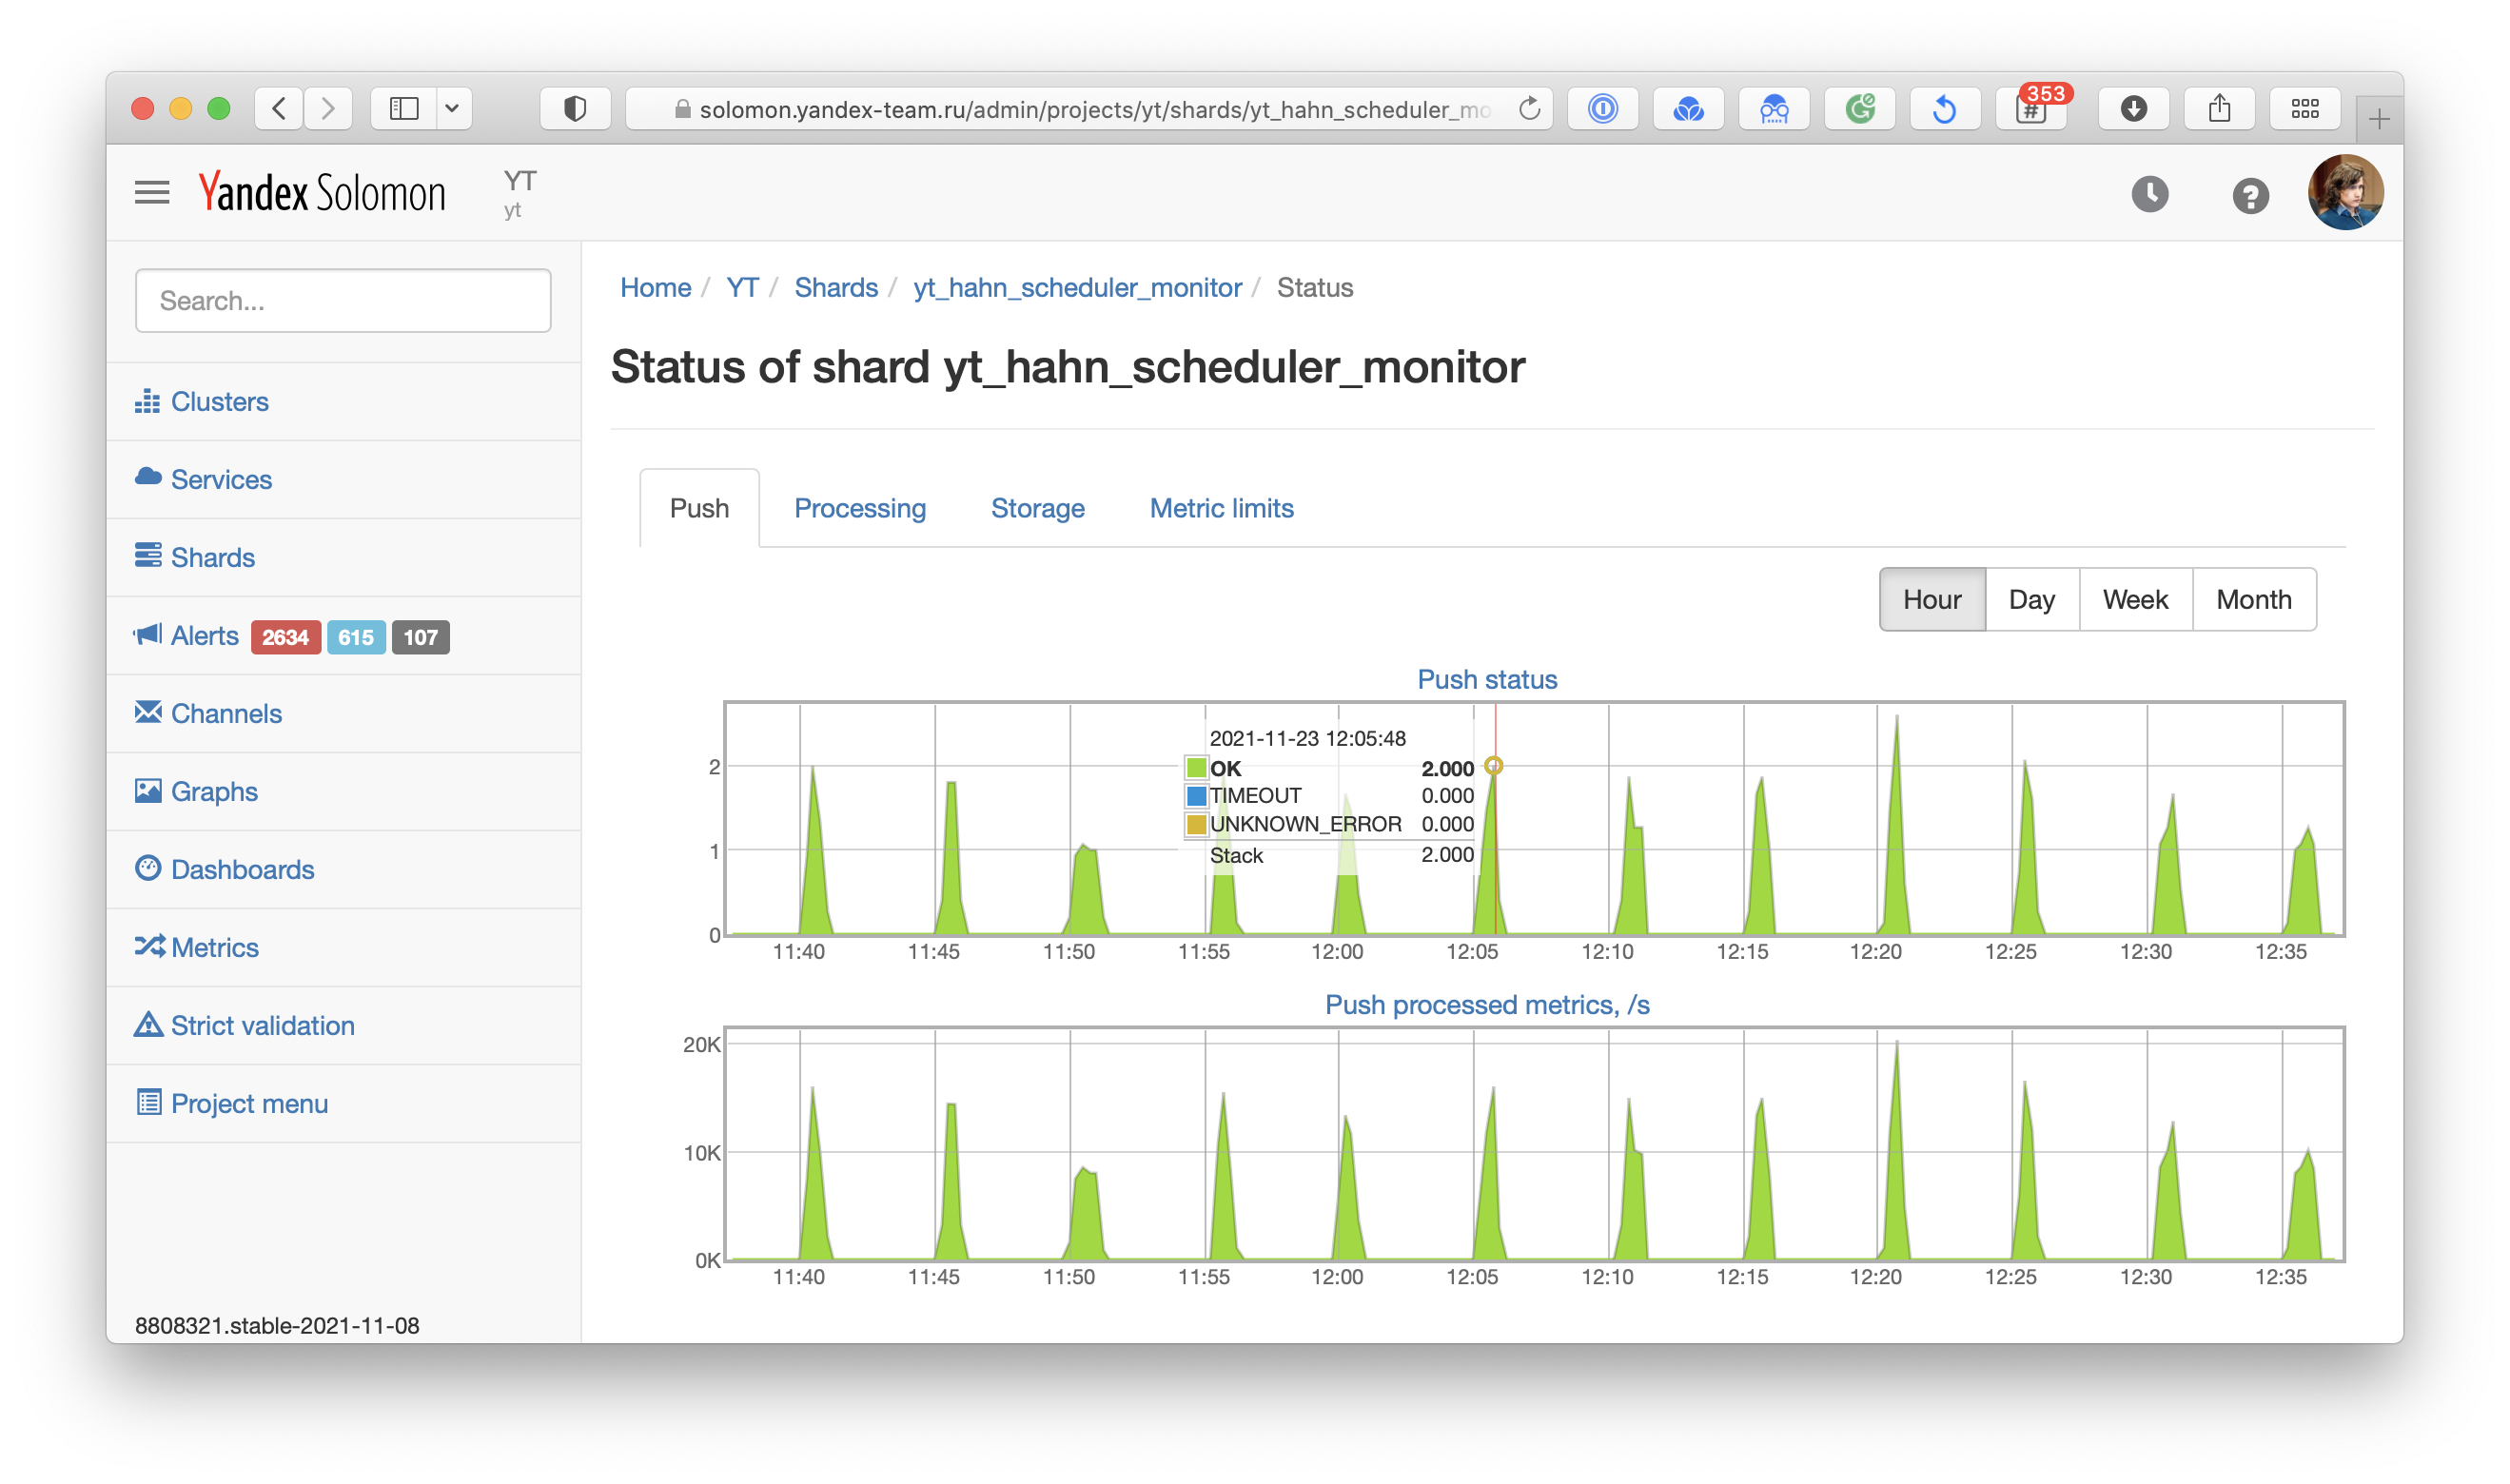 solomon.yandex-team.ru/admin/projects/yt/shards/yt_hahn_scheduler_mo
353
Yandex Solomon
YT
yt
Search...
Clusters
Services
Shards
Alerts 2634 615 107
Channels
Graphs
Dashboards
Metrics
Strict validation
Project menu
8808321.stable-2021-11-08
Home / YT / Shards / yt_hahn_scheduler_monitor / Status
Status of shard yt_hahn_scheduler_monitor
Push Processing Storage Metric limits
Hour Day Week Month
Push status
2021-11-23 12:05:48
OK 2.000
TIMEOUT 0.000
UNKNOWN_ERROR 0.000
Stack 2.000
2
1
0
11:40 11:45 11:50 11:55 12:00 12:05 12:10 12:15 12:20 12:25 12:30 12:35
Push processed metrics, /s
20K
10K
0K
11:40 11:45 11:50 11:55 12:00 12:05 12:10 12:15 12:20 12:25 12:30 12:35